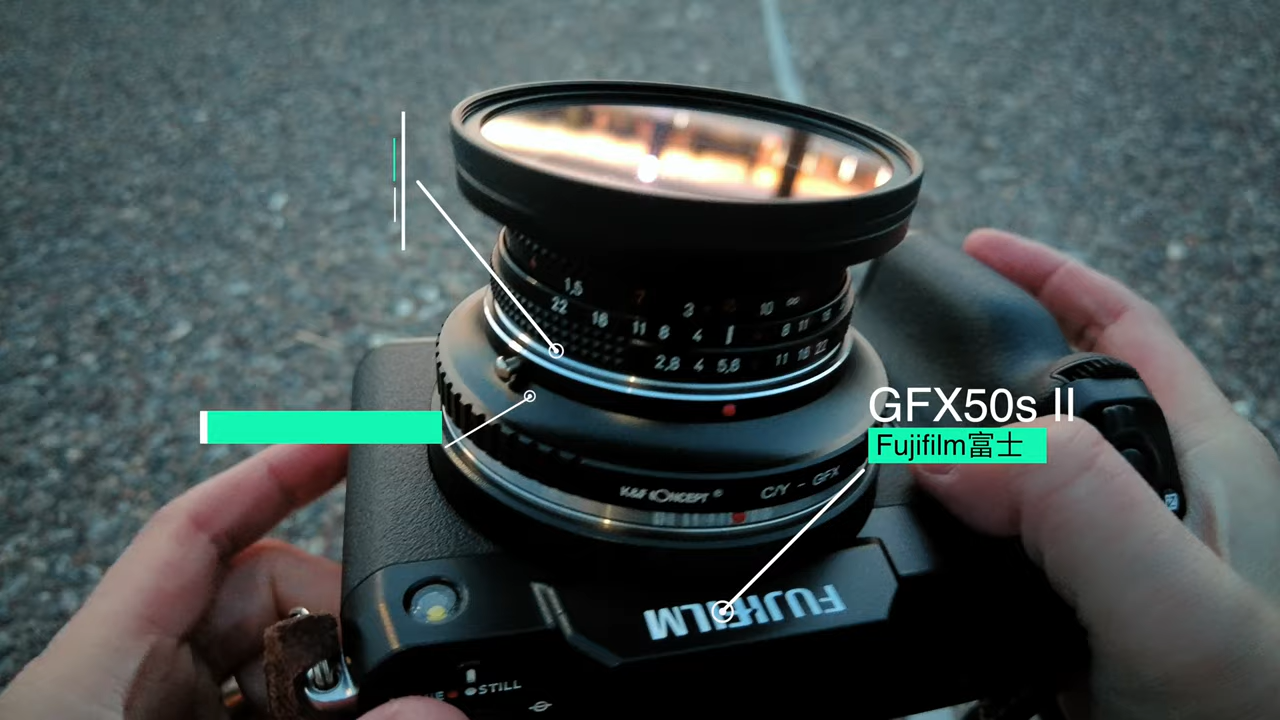 1,5 3 10 ∞
22 16 11 8 4 8 11 16
2,8 4 5,6 11 16 22
GFX50s II
Fujifilm富士
K&F CONCEPT®
C/Y - GFX
FUJIFILM
STILL